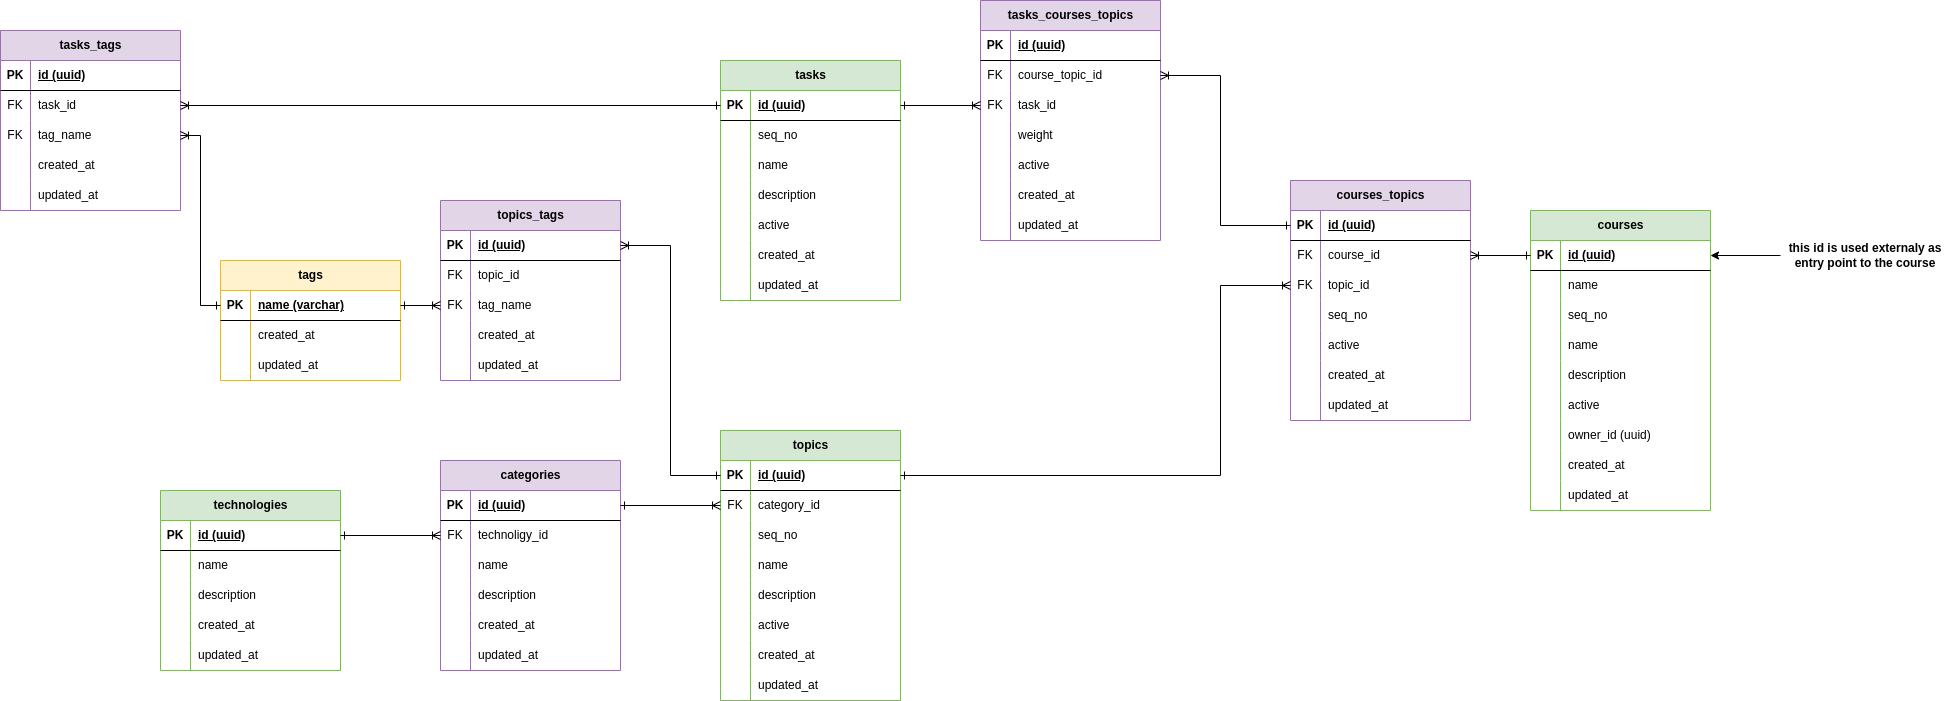 tasks_tags
PK id (uuid)
FK task_id
FK tag_name
created_at
updated_at
tags
PK name (varchar)
created_at
updated_at
topics_tags
PK id (uuid)
FK topic_id
FK tag_name
created_at
updated_at
technologies
PK id (uuid)
name
description
created_at
updated_at
categories
PK id (uuid)
FK technoligy_id
name
description
created_at
updated_at
tasks
PK id (uuid)
seq_no
name
description
active
created_at
updated_at
topics
PK id (uuid)
FK category_id
seq_no
name
description
active
created_at
updated_at
tasks_courses_topics
PK id (uuid)
FK course_topic_id
FK task_id
weight
active
created_at
updated_at
courses_topics
PK id (uuid)
FK course_id
FK topic_id
seq_no
active
created_at
updated_at
courses
PK id (uuid)
name
seq_no
name
description
active
owner_id (uuid)
created_at
updated_at
this id is used externaly as
entry point to the course